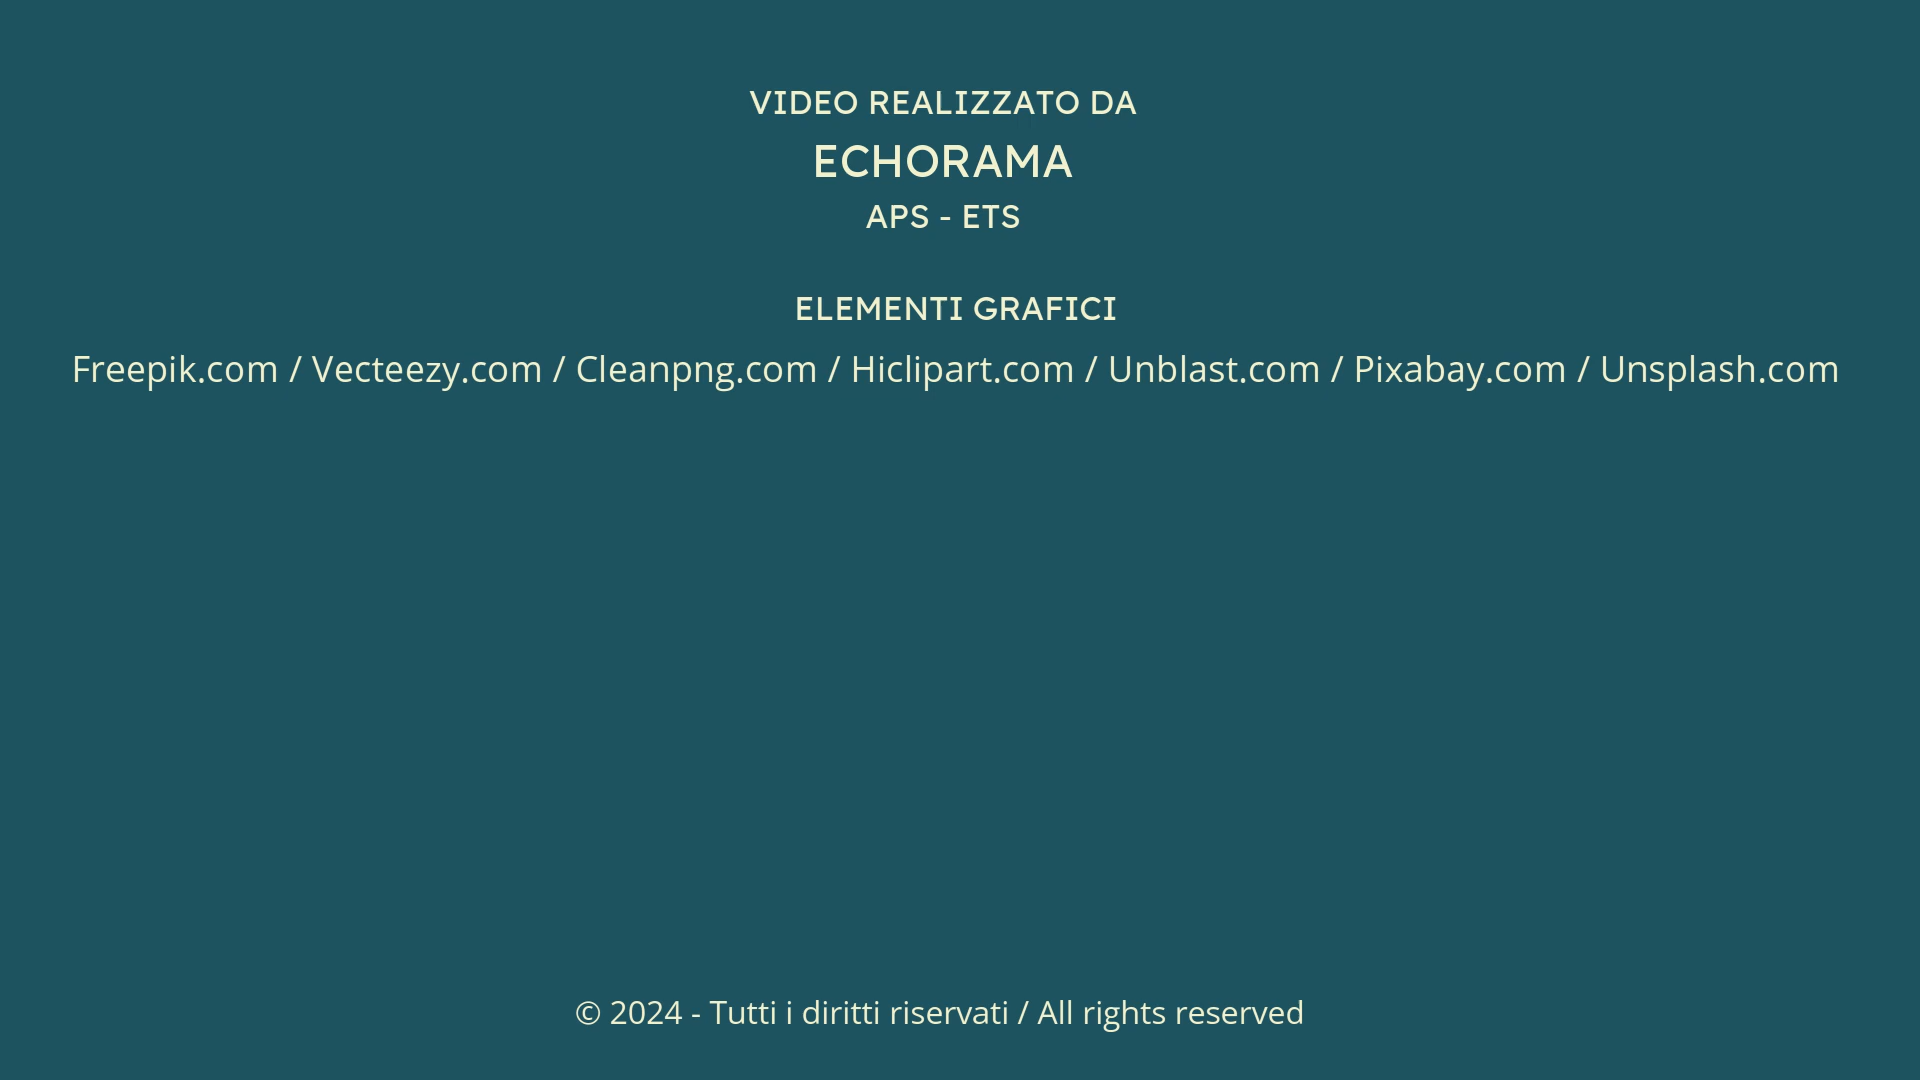 VIDEO REALIZZATO DA
ECHORAMA
APS - ETS
ELEMENTI GRAFICI
Freepik.com / Vecteezy.com / Cleanpng.com / Hiclipart.com / Unblast.com / Pixabay.com / Unsplash.com
© 2024 - Tutti i diritti riservati / All rights reserved